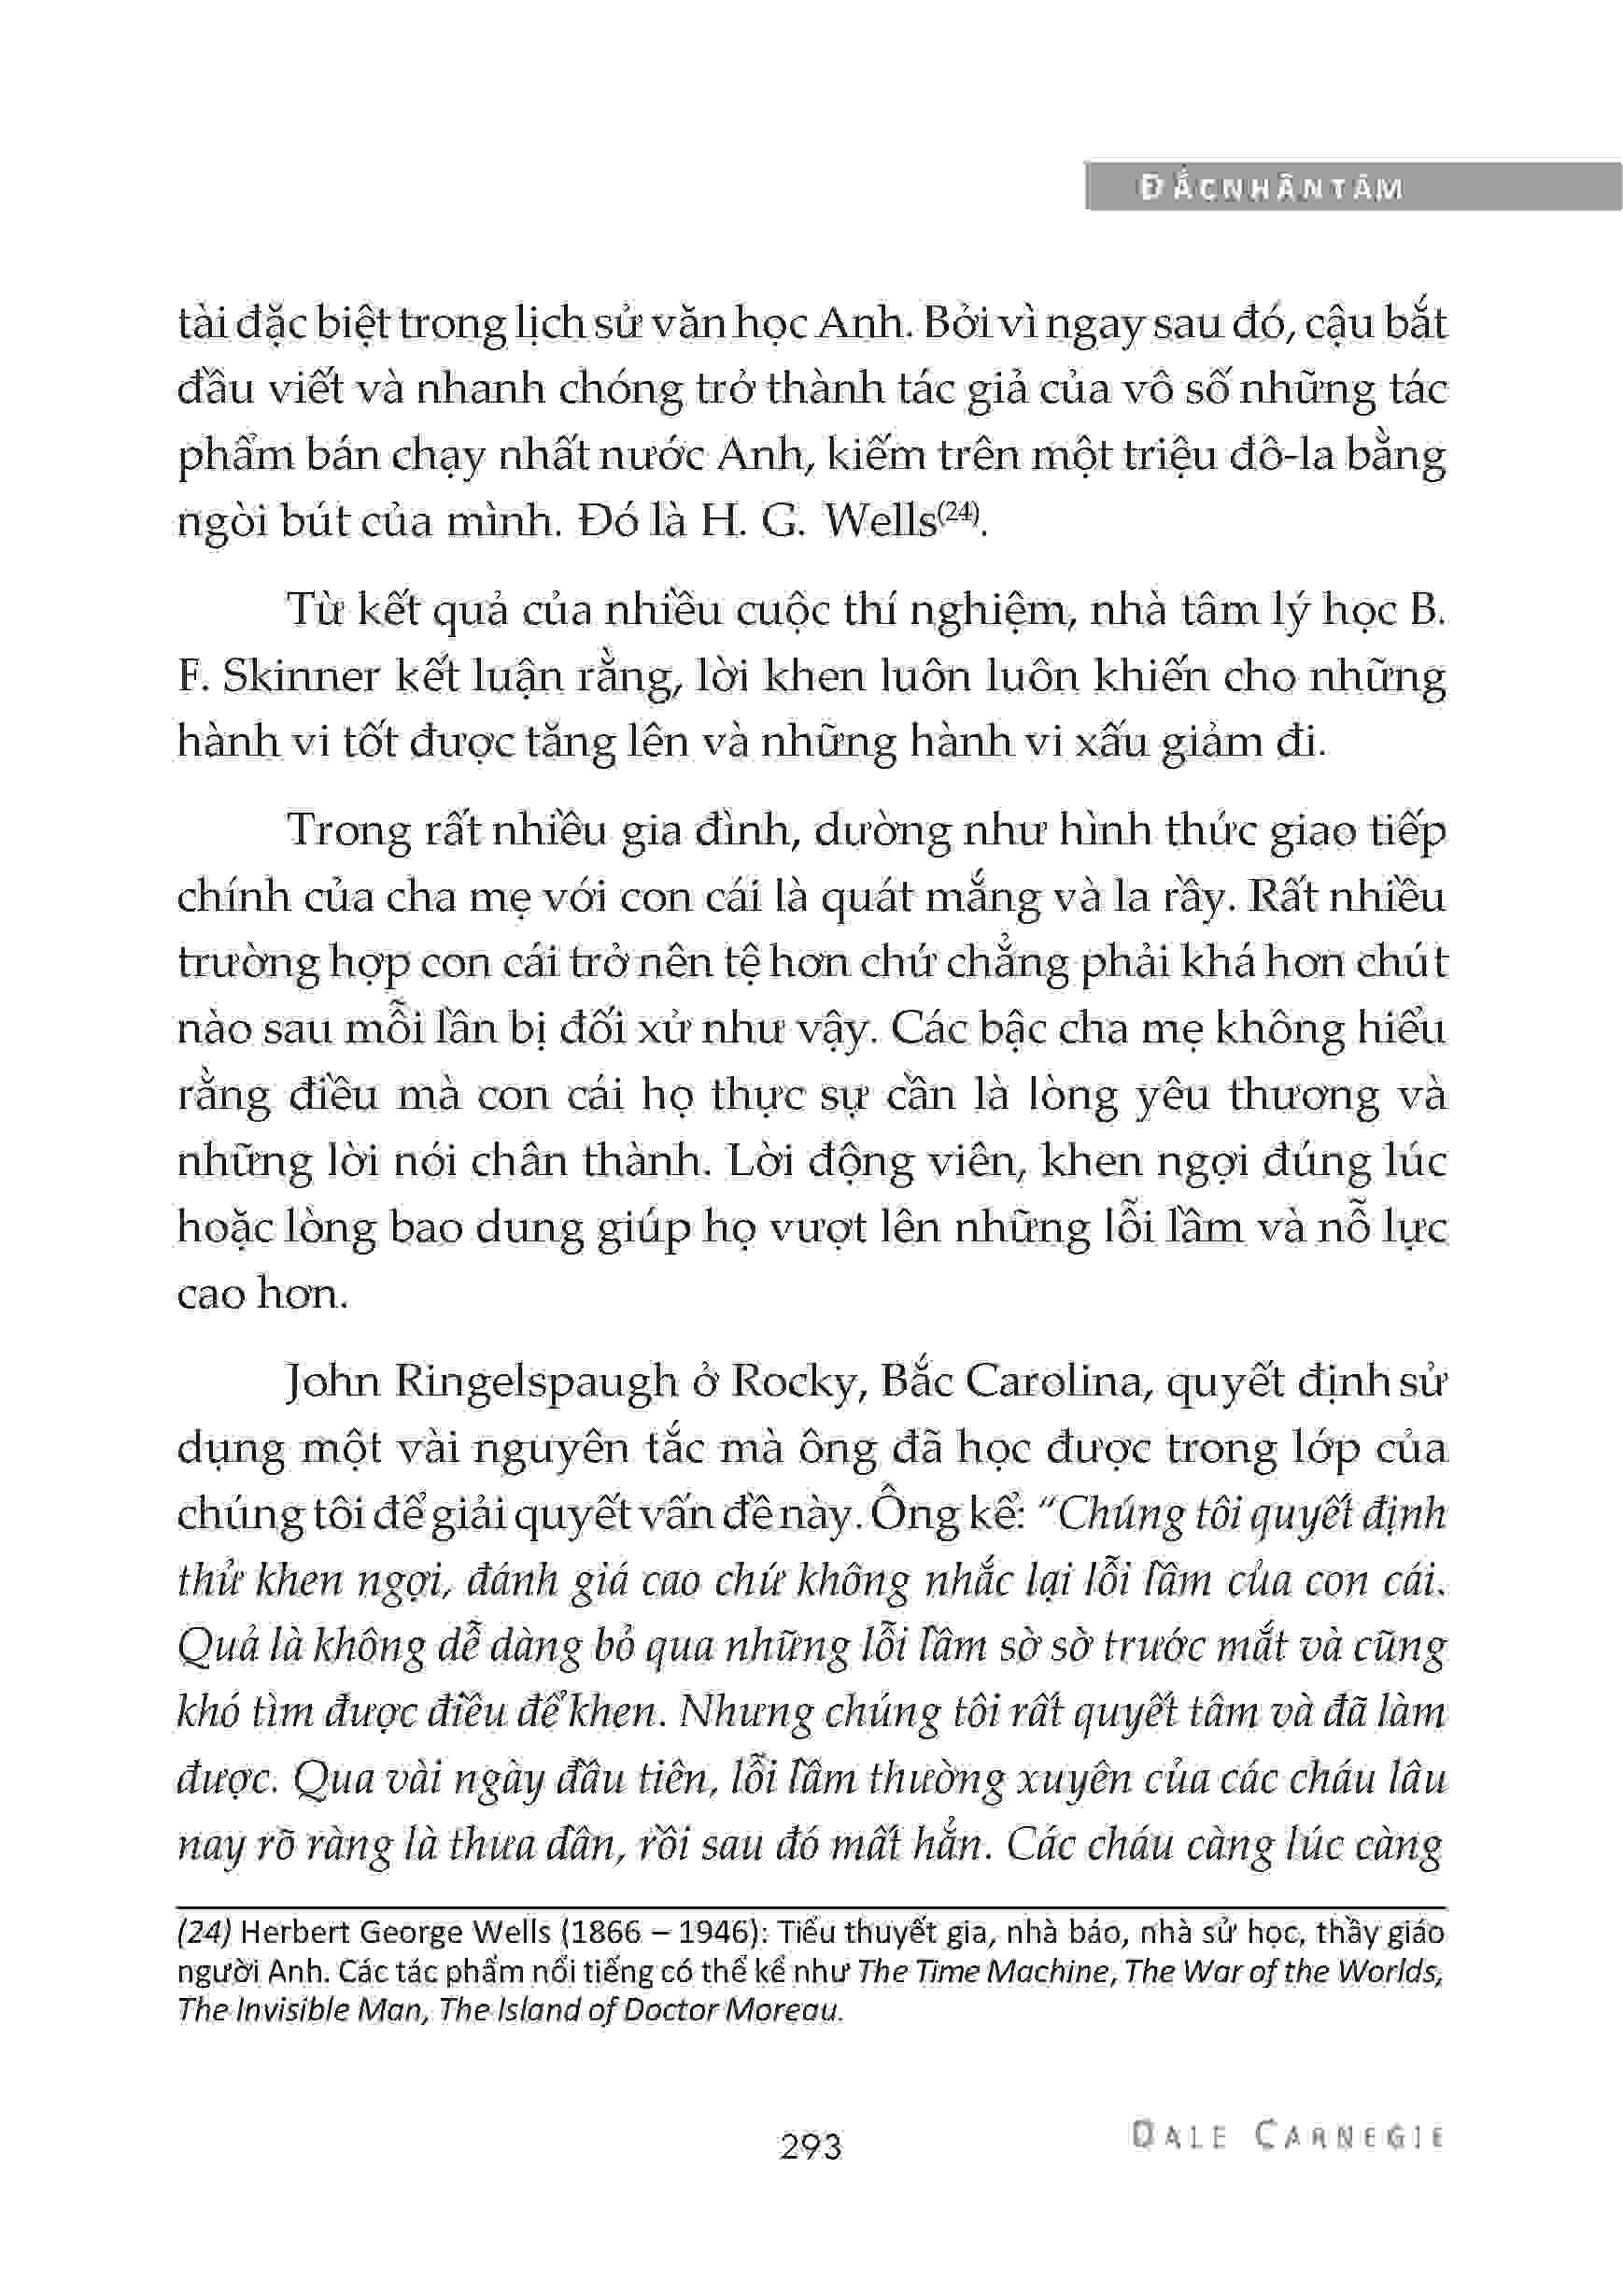 ĐẮC NHÂN TÂM
tài đặc biệt trong lịch sử văn học Anh. Bởi vì ngay sau đó, cậu bắt
đầu viết và nhanh chóng trở thành tác giả của vô số những tác
phẩm bán chạy nhất nước Anh, kiếm trên một triệu đô-la bằng
ngòi bút của mình. Đó là H. G. Wells(24).
Từ kết quả của nhiều cuộc thí nghiệm, nhà tâm lý học B.
F. Skinner kết luận rằng, lời khen luôn luôn khiến cho những
hành vi tốt được tăng lên và những hành vi xấu giảm đi.
Trong rất nhiều gia đình, dường như hình thức giao tiếp
chính của cha mẹ với con cái là quát mắng và la rầy. Rất nhiều
trường hợp con cái trở nên tệ hơn chứ chẳng phải khá hơn chút
nào sau mỗi lần bị đối xử như vậy. Các bậc cha mẹ không hiểu
rằng điều mà con cái họ thực sự cần là lòng yêu thương và
những lời nói chân thành. Lời động viên, khen ngợi đúng lúc
hoặc lòng bao dung giúp họ vượt lên những lỗi lầm và nỗ lực
cao hơn.
John Ringelspaugh ở Rocky, Bắc Carolina, quyết định sử
dụng một vài nguyên tắc mà ông đã học được trong lớp của
chúng tôi để giải quyết vấn đề này. Ông kể: “Chúng tôi quyết định
thử khen ngợi, đánh giá cao chứ không nhắc lại lỗi lầm của con cái.
Quả là không dễ dàng bỏ qua những lỗi lầm sờ sờ trước mắt và cũng
khó tìm được điều để khen. Nhưng chúng tôi rất quyết tâm và đã làm
được. Qua vài ngày đầu tiên, lỗi lầm thường xuyên của các cháu lâu
nay rõ ràng là thưa dần, rồi sau đó mất hẳn. Các cháu càng lúc càng
(24) Herbert George Wells (1866 – 1946): Tiểu thuyết gia, nhà báo, nhà sử học, thầy giáo
người Anh. Các tác phẩm nổi tiếng có thể kể như The Time Machine, The War of the Worlds,
The Invisible Man, The Island of Doctor Moreau.
293
DALE CARNEGIE